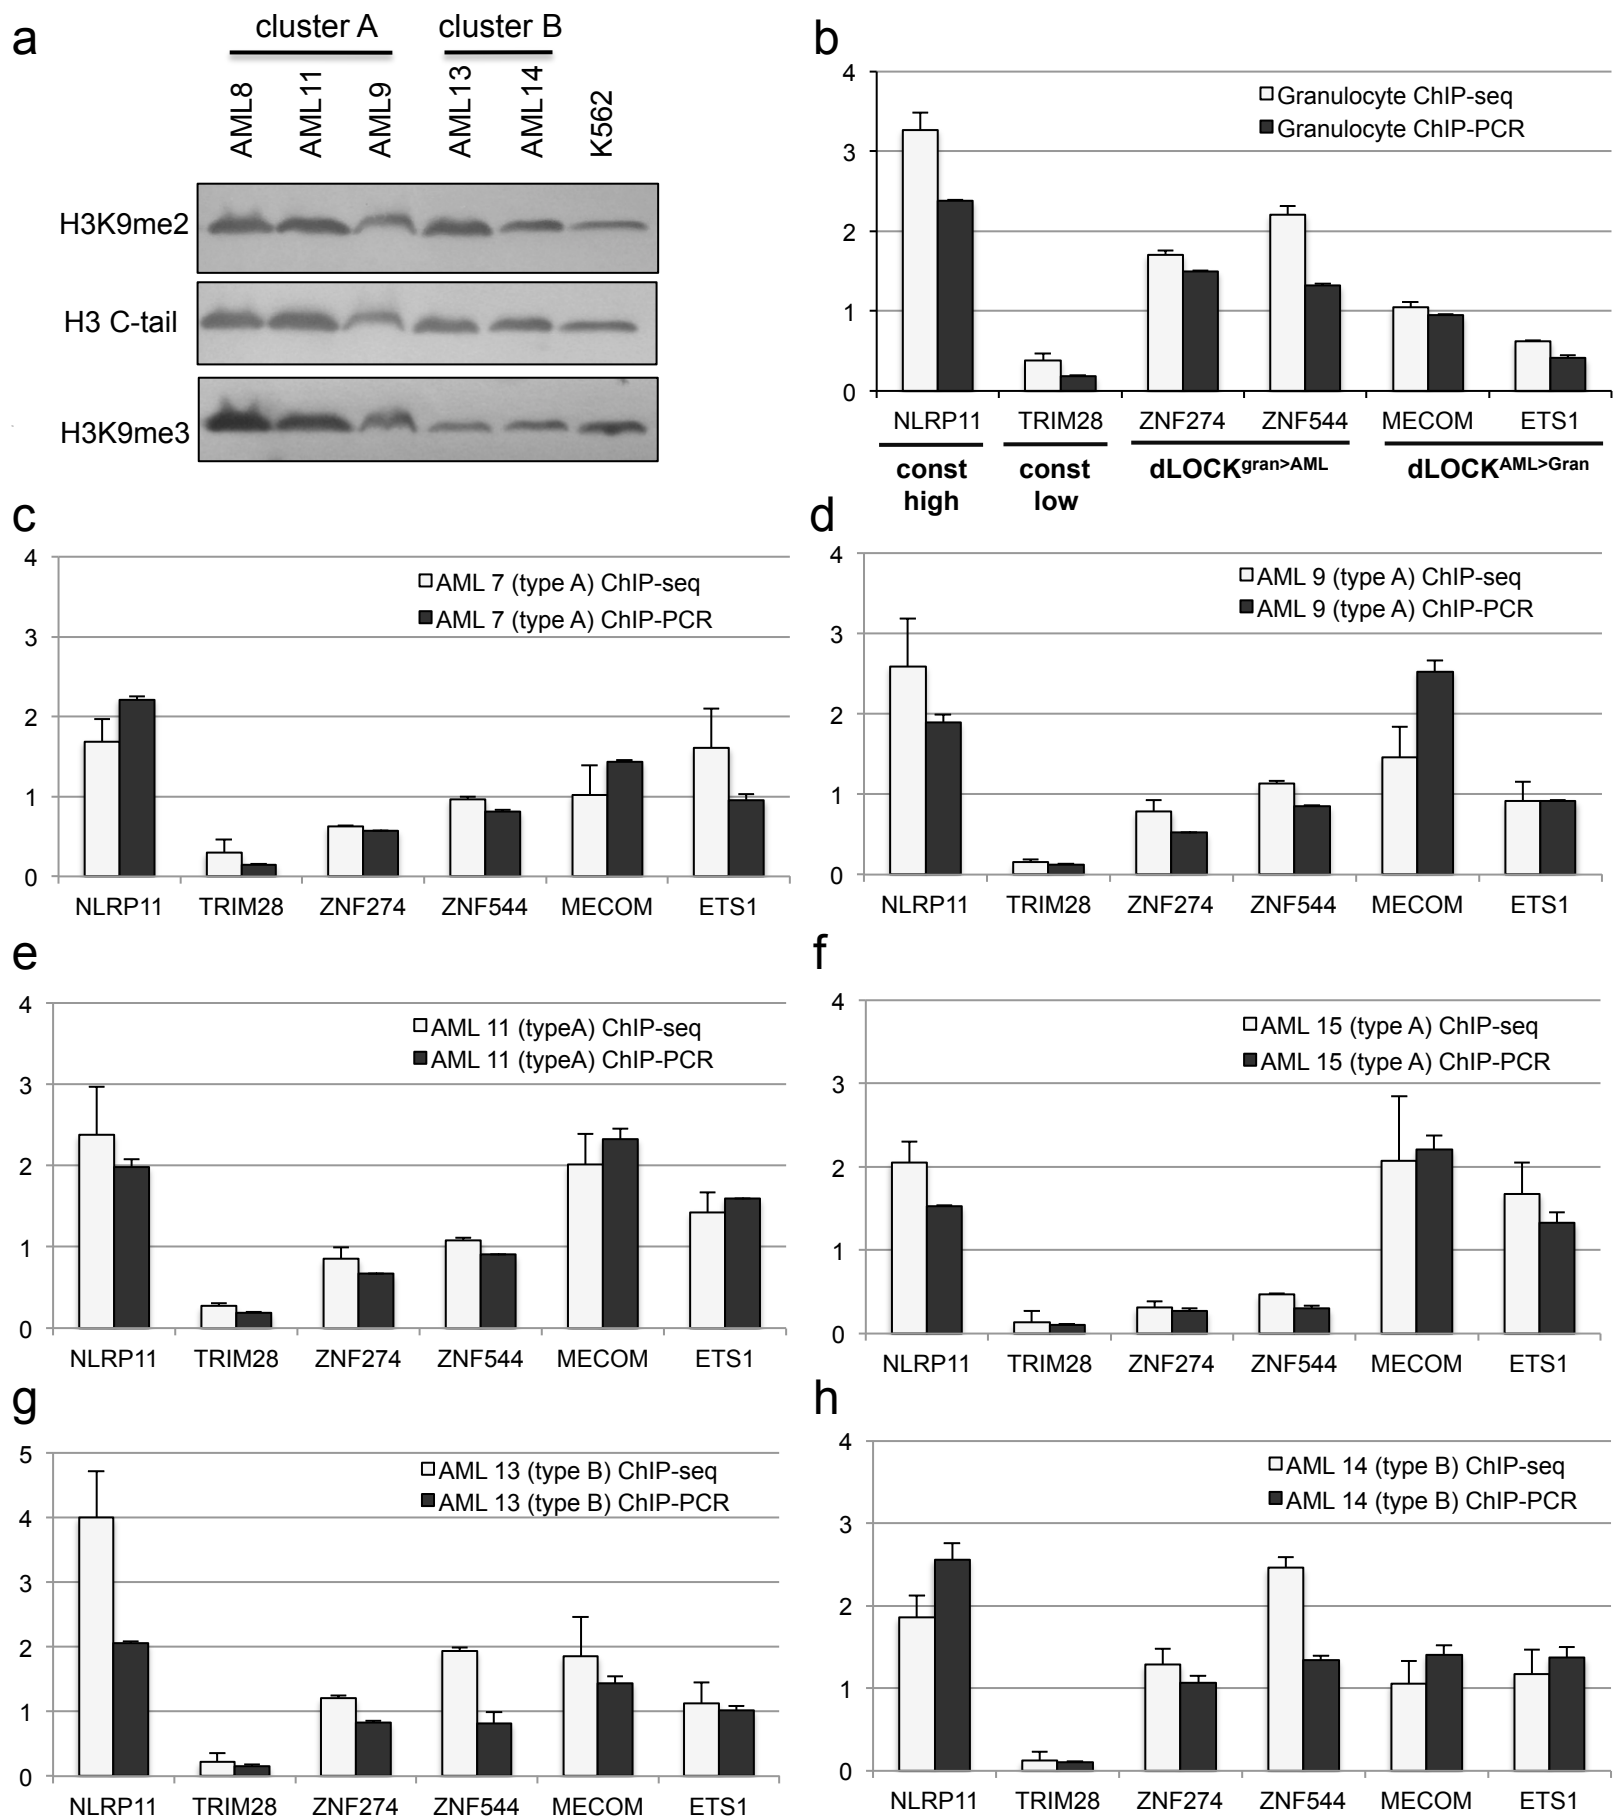 a
cluster A cluster B
AML8 AML11 AML9 AML13 AML14 K562
H3K9me2
H3 C-tail
H3K9me3
b
4
3
2
1
0
Granulocyte ChIP-seq
Granulocyte ChIP-PCR
NLRP11 TRIM28 ZNF274 ZNF544 MECOM ETS1
const high const low dLOCKgran>AML dLOCKAML>Gran
c
4
3
2
1
0
AML 7 (type A) ChIP-seq
AML 7 (type A) ChIP-PCR
NLRP11 TRIM28 ZNF274 ZNF544 MECOM ETS1
d
4
3
2
1
0
AML 9 (type A) ChIP-seq
AML 9 (type A) ChIP-PCR
NLRP11 TRIM28 ZNF274 ZNF544 MECOM ETS1
e
4
3
2
1
0
AML 11 (typeA) ChIP-seq
AML 11 (typeA) ChIP-PCR
NLRP11 TRIM28 ZNF274 ZNF544 MECOM ETS1
f
4
3
2
1
0
AML 15 (type A) ChIP-seq
AML 15 (type A) ChIP-PCR
NLRP11 TRIM28 ZNF274 ZNF544 MECOM ETS1
g
5
4
3
2
1
0
AML 13 (type B) ChIP-seq
AML 13 (type B) ChIP-PCR
NLRP11 TRIM28 ZNF274 ZNF544 MECOM ETS1
h
4
3
2
1
0
AML 14 (type B) ChIP-seq
AML 14 (type B) ChIP-PCR
NLRP11 TRIM28 ZNF274 ZNF544 MECOM ETS1